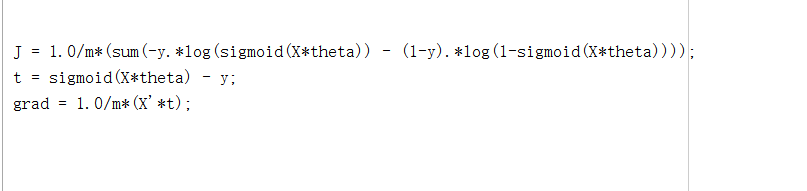 J = 1.0/m*(sum(-y.*log(sigmoid(X*theta)) - (1-y).*log(1-sigmoid(X*theta))));
t = sigmoid(X*theta) - y;
grad = 1.0/m*(X'*t);